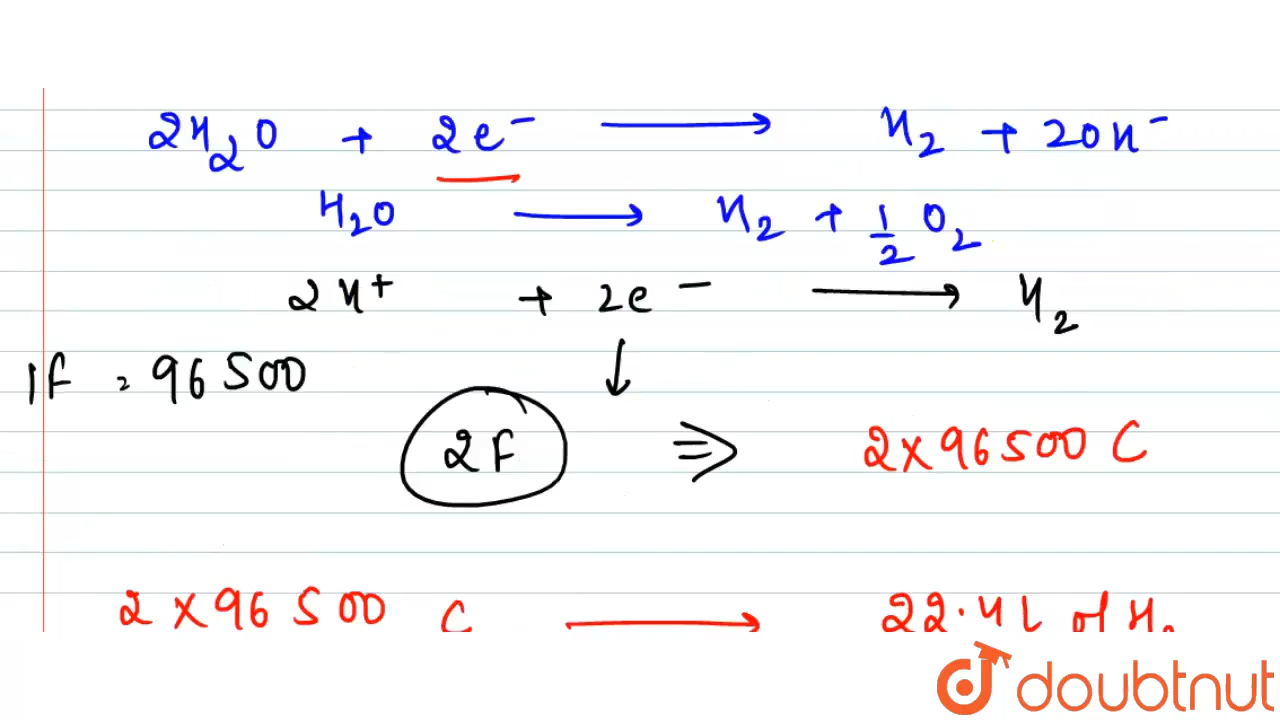 2H₂O + 2e⁻ ⟶ H₂ + 2OH⁻
H₂O ⟶ H₂ + 1/2 O₂
2H⁺ + 2e⁻ ⟶ H₂
↓
1F = 96500
2F ⇒ 2×96500 C
2×96500 C ⟶ 22.4L of H₂
doubtnut